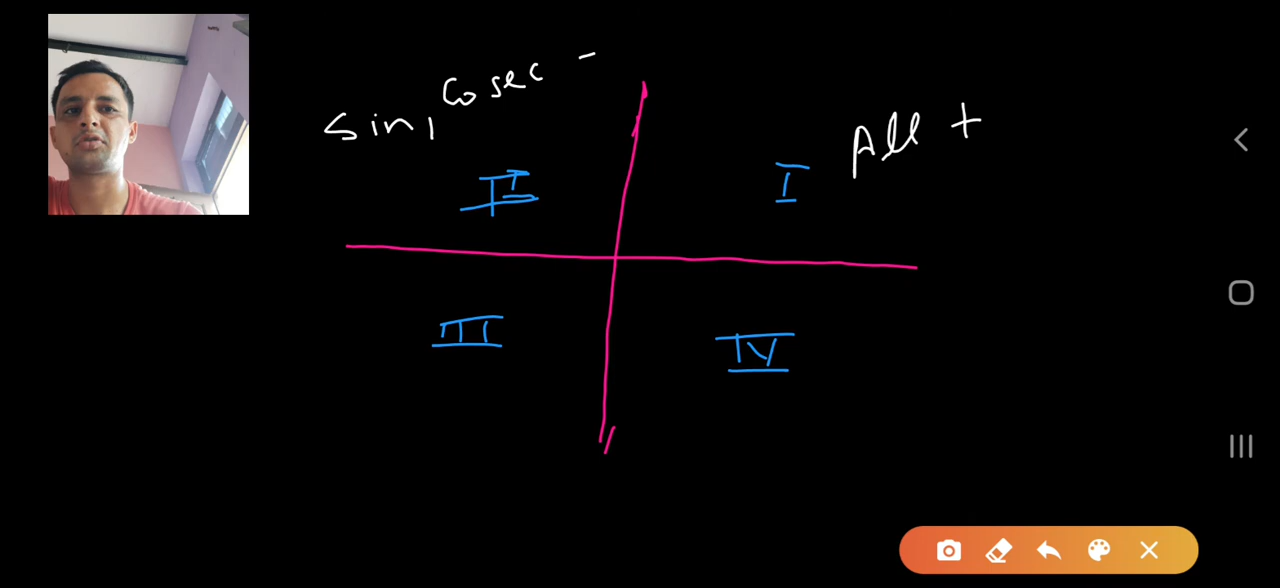 sin, cosec -
All +
II
I
III
IV